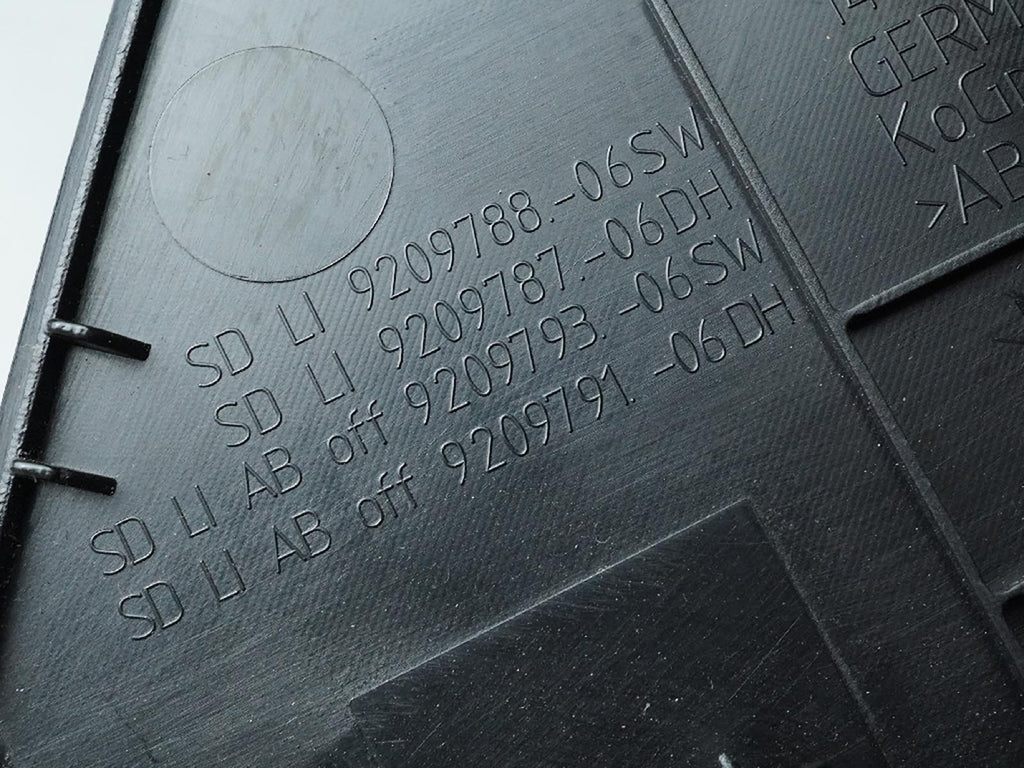 SD LI 9209788.-06SW
SD LI 9209787.-06DH
SD LI AB off 9209793.-06SW
SD LI AB off 9209791.-06DH